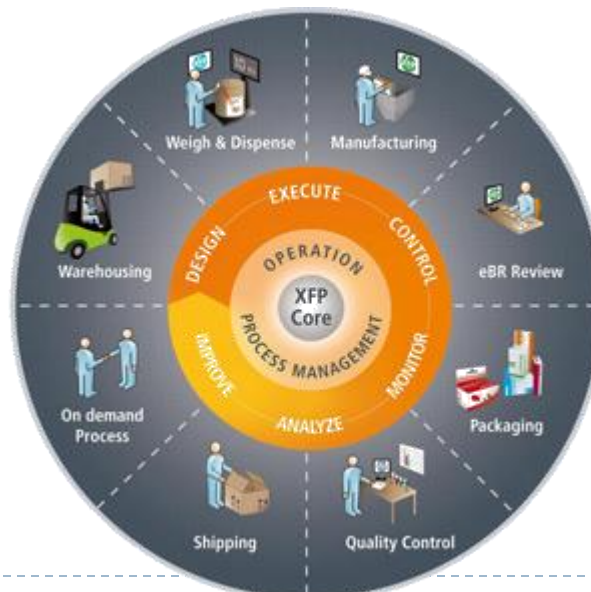 Weigh & Dispense
Manufacturing
Warehousing
eBR Review
On demand
Process
Packaging
Shipping
Quality Control
DESIGN
EXECUTE
CONTROL
MONITOR
ANALYZE
IMPROVE
OPERATION
PROCESS MANAGEMENT
XFP
Core